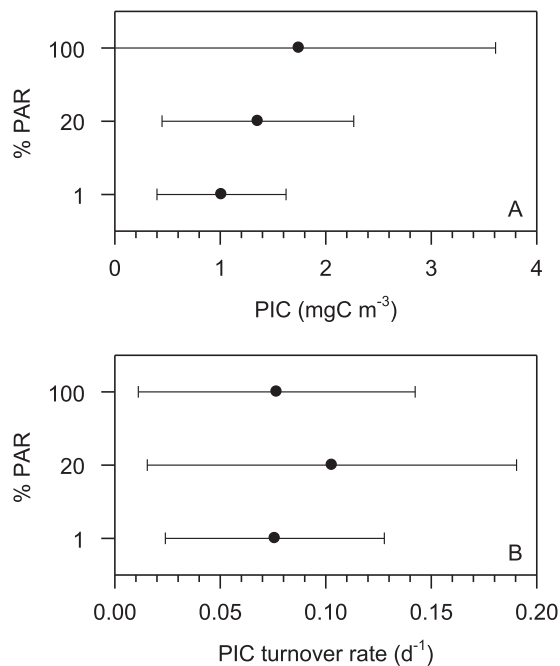 100
20
1
% PAR
A
0 1 2 3 4
PIC (mgC m⁻³)
100
20
1
% PAR
B
0.00 0.05 0.10 0.15 0.20
PIC turnover rate (d⁻¹)